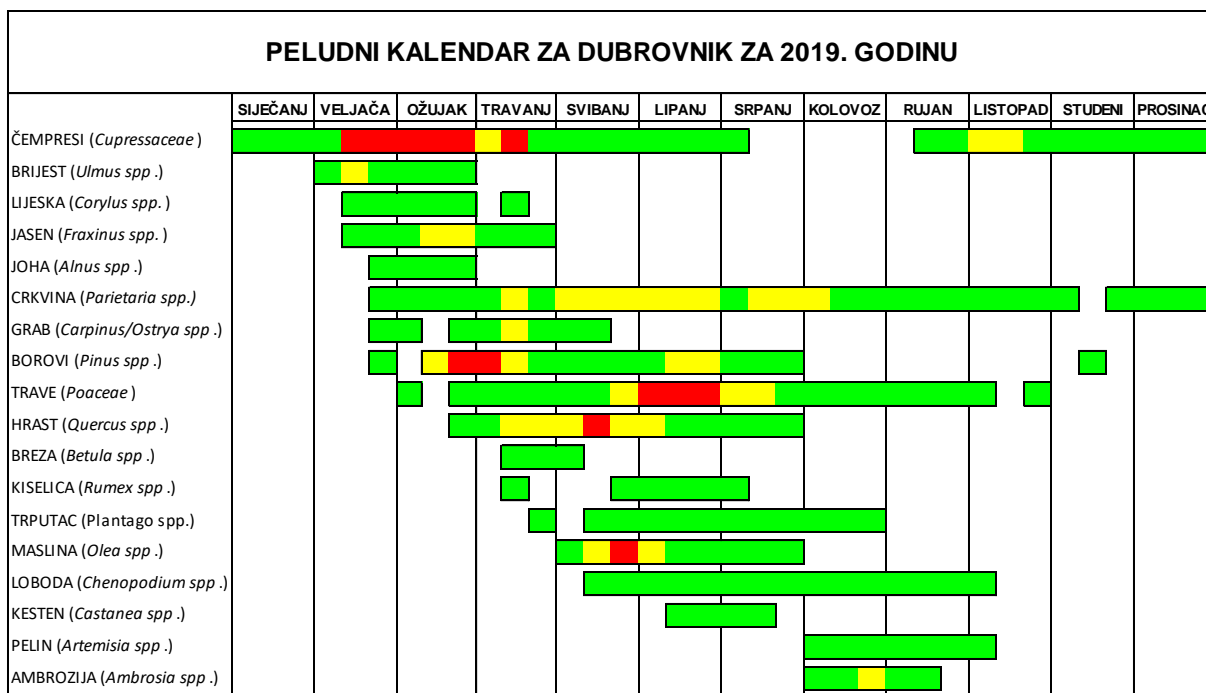 PELUDNI KALENDAR ZA DUBROVNIK ZA 2019. GODINU
SIJEČANJ VELJAČA OŽUJAK TRAVANJ SVIBANJ LIPANJ SRPANJ KOLOVOZ RUJAN LISTOPAD STUDENI PROSINAC
ČEMPRESI (Cupressaceae )
BRIJEST (Ulmus spp .)
LIJESKA (Corylus spp. )
JASEN (Fraxinus spp. )
JOHA (Alnus spp .)
CRKVINA (Parietaria spp.)
GRAB (Carpinus/Ostrya spp .)
BOROVI (Pinus spp .)
TRAVE (Poaceae )
HRAST (Quercus spp .)
BREZA (Betula spp .)
KISELICA (Rumex spp .)
TRPUTAC (Plantago spp.)
MASLINA (Olea spp .)
LOBODA (Chenopodium spp .)
KESTEN (Castanea spp .)
PELIN (Artemisia spp .)
AMBROZIJA (Ambrosia spp .)